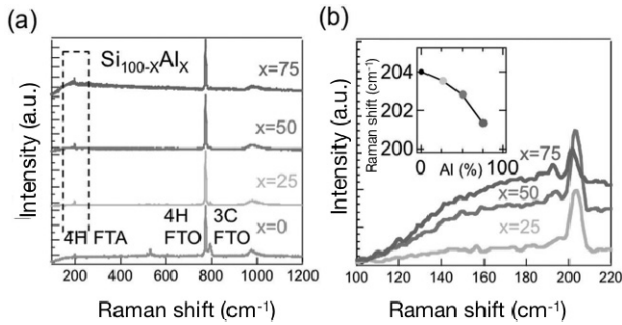 (a)
Si100-XAlX
x=75
x=50
x=25
x=0
4H FTA
4H FTO
3C FTO
Intensity (a.u.)
200 400 600 800 1000 1200
Raman shift (cm-1)
(b)
Raman shift (cm-1)
204
202
200
0 100
Al (%)
x=75
x=50
x=25
Intensity (a.u.)
100 120 140 160 180 200 220
Raman shift (cm-1)